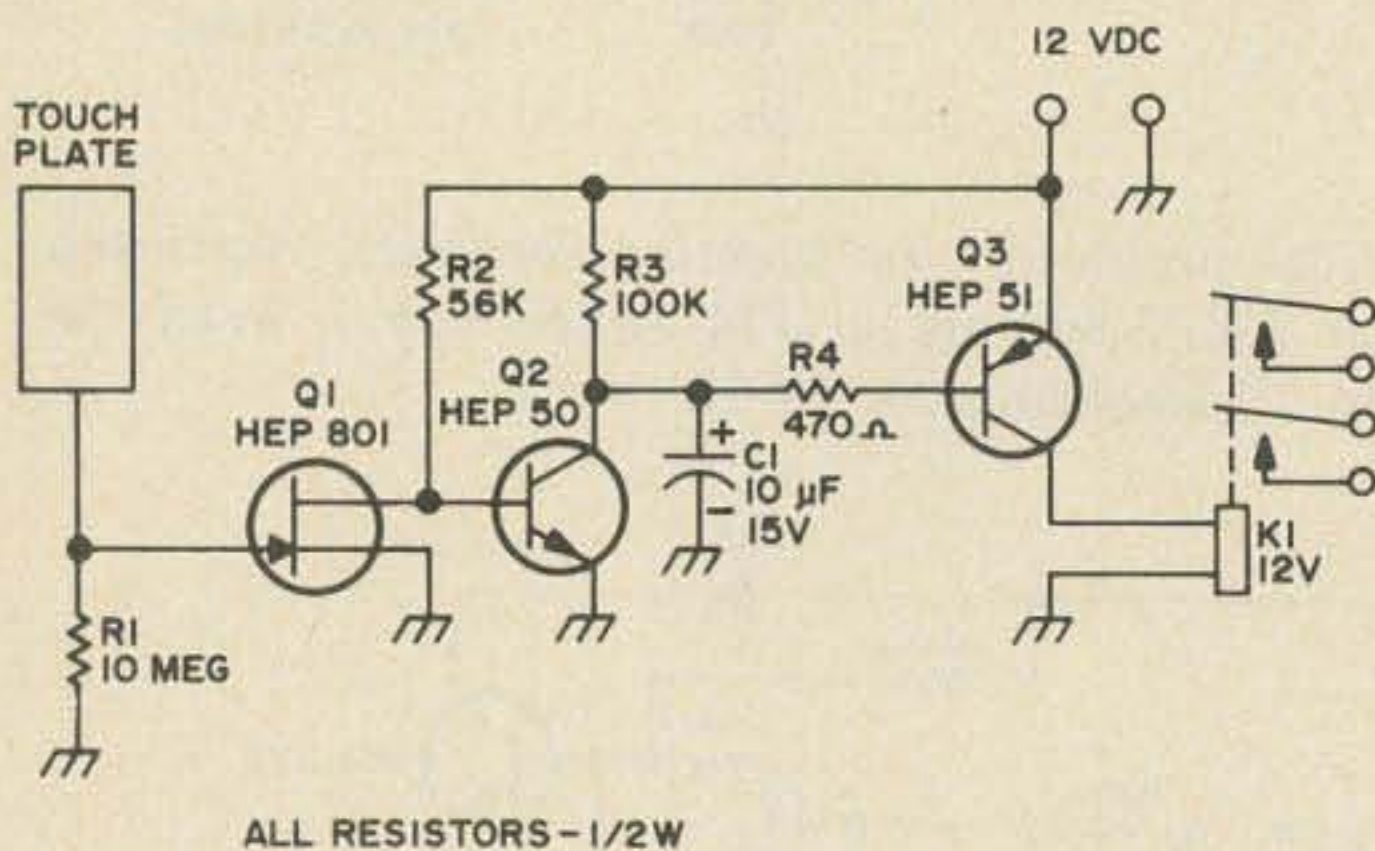 12 VDC
TOUCH
PLATE
R2
56K
R3
100K
Q3
HEP 51
Q1
HEP 801
Q2
HEP 50
R4
470Ω
+
C1
10 µF
-
15V
K1
12V
R1
10 MEG
ALL RESISTORS-1/2W